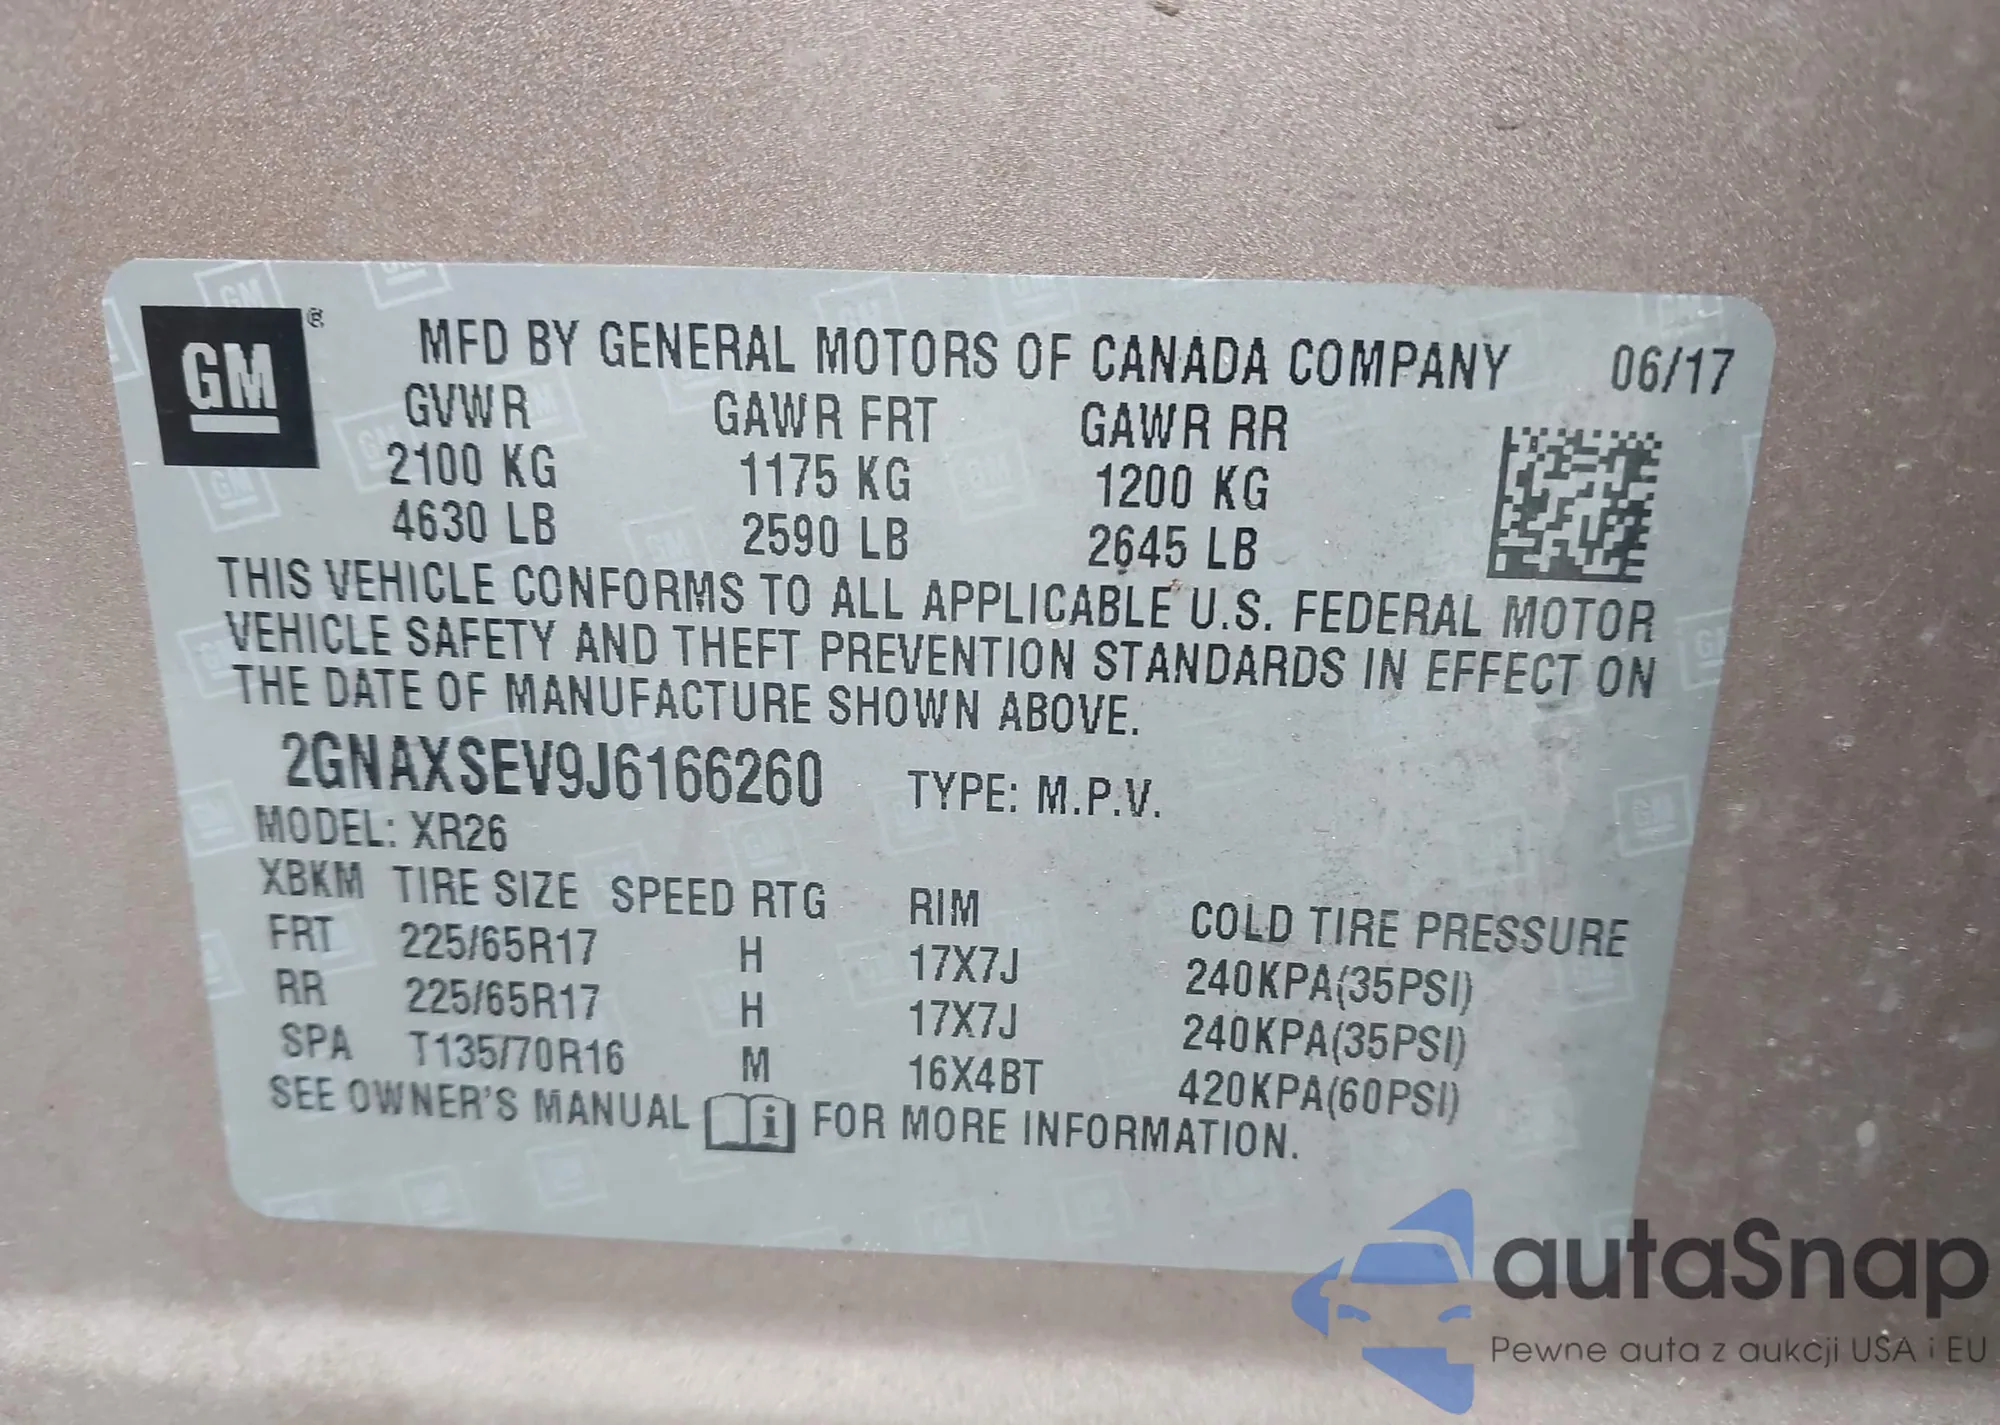 GM ®
MFD BY GENERAL MOTORS OF CANADA COMPANY 06/17
GVWR GAWR FRT GAWR RR
2100 KG 1175 KG 1200 KG
4630 LB 2590 LB 2645 LB
THIS VEHICLE CONFORMS TO ALL APPLICABLE U.S. FEDERAL MOTOR
VEHICLE SAFETY AND THEFT PREVENTION STANDARDS IN EFFECT ON
THE DATE OF MANUFACTURE SHOWN ABOVE.
2GNAXSEV9J6166260 TYPE: M.P.V.
MODEL: XR26
XBKM TIRE SIZE SPEED RTG RIM COLD TIRE PRESSURE
FRT 225/65R17 H 17X7J 240KPA(35PSI)
RR 225/65R17 H 17X7J 240KPA(35PSI)
SPA T135/70R16 M 16X4BT 420KPA(60PSI)
SEE OWNER'S MANUAL i FOR MORE INFORMATION.
autaSnap
Pewne auta z aukcji USA i EU